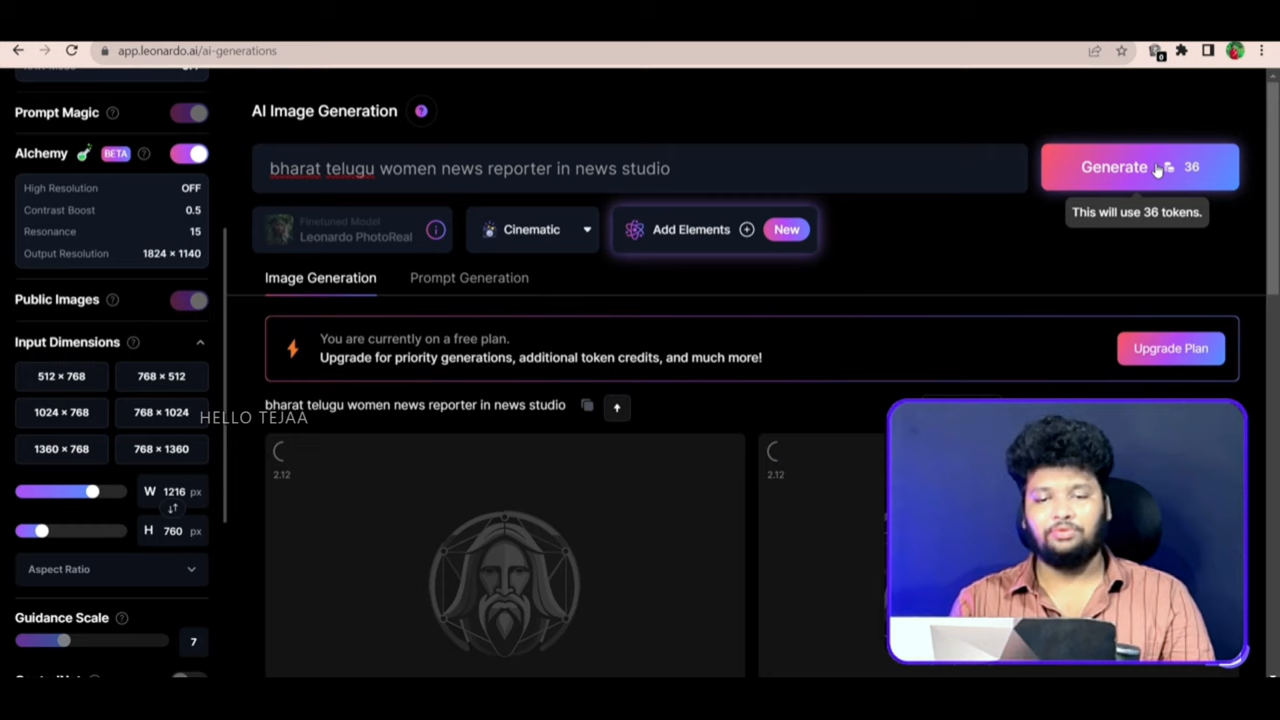 app.leonardo.ai/ai-generations
Prompt Magic
Alchemy BETA
High Resolution OFF
Contrast Boost 0.5
Resonance 15
Output Resolution 1824 × 1140
Public Images
Input Dimensions
512 × 768 768 × 512
1024 × 768 768 × 1024
1360 × 768 768 × 1360
W 1216 px
H 760 px
Aspect Ratio
Guidance Scale
7
HELLO TEJAA
AI Image Generation
bharat telugu women news reporter in news studio
Generate 36
This will use 36 tokens.
Finetuned Model
Leonardo PhotoReal
Cinematic
Add Elements New
Image Generation Prompt Generation
You are currently on a free plan.
Upgrade for priority generations, additional token credits, and much more!
Upgrade Plan
bharat telugu women news reporter in news studio
2.12 2.12